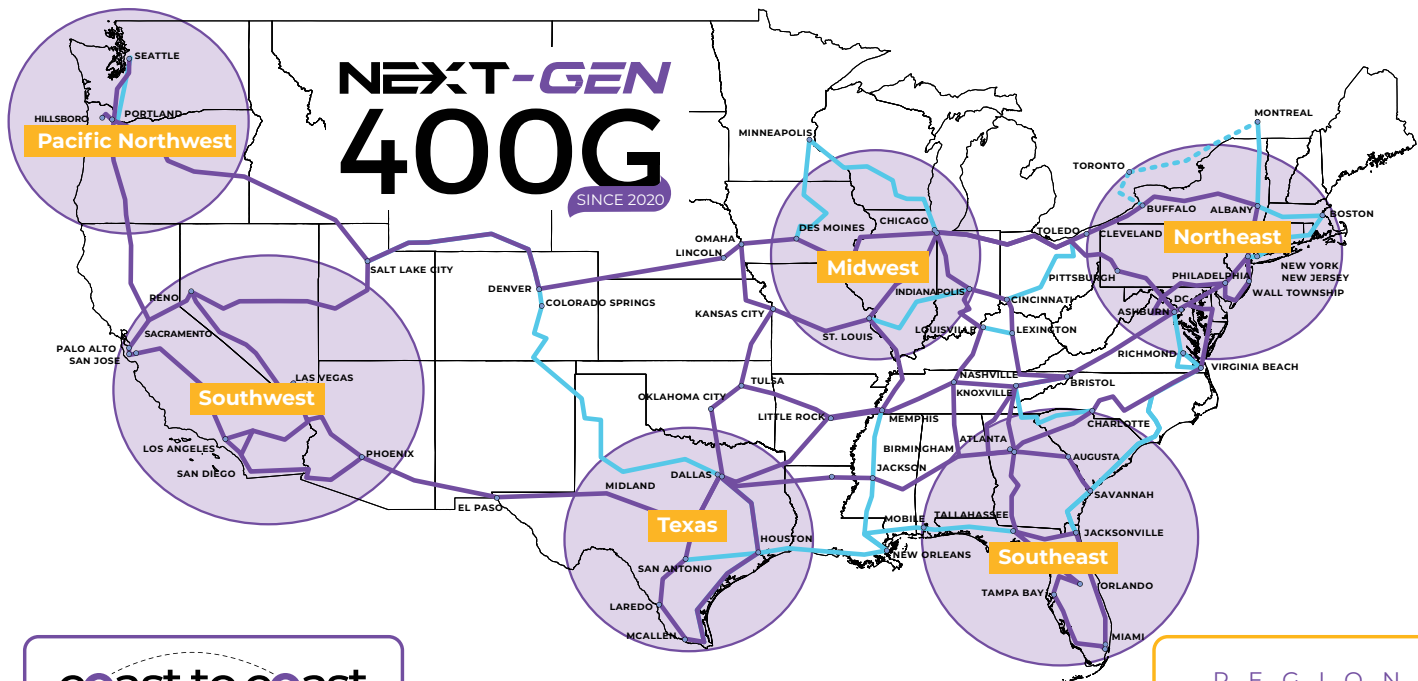 SEATTLE
HILLSBORO
PORTLAND
Pacific Northwest
NEXT-GEN
400G
SINCE 2020
MINNEAPOLIS
MONTREAL
TORONTO
BUFFALO
ALBANY
BOSTON
CHICAGO
DES MOINES
TOLEDO
CLEVELAND
Northeast
OMAHA
LINCOLN
Midwest
PITTSBURGH
PHILADELPHIA
NEW YORK
NEW JERSEY
WALL TOWNSHIP
SALT LAKE CITY
DENVER
COLORADO SPRINGS
INDIANAPOLIS
CINCINNATI
DC
ASHBURN
RENO
SACRAMENTO
KANSAS CITY
ST. LOUIS
LOUISVILLE
LEXINGTON
PALO ALTO
SAN JOSE
RICHMOND
VIRGINIA BEACH
LAS VEGAS
Southwest
TULSA
OKLAHOMA CITY
NASHVILLE
KNOXVILLE
BRISTOL
LITTLE ROCK
MEMPHIS
CHARLOTTE
LOS ANGELES
SAN DIEGO
PHOENIX
BIRMINGHAM
ATLANTA
AUGUSTA
JACKSON
DALLAS
MIDLAND
EL PASO
SAVANNAH
Texas
MOBILE
TALLAHASSEE
JACKSONVILLE
HOUSTON
NEW ORLEANS
Southeast
SAN ANTONIO
ORLANDO
TAMPA BAY
LAREDO
MCALLEN
MIAMI
coast to coast
REGION